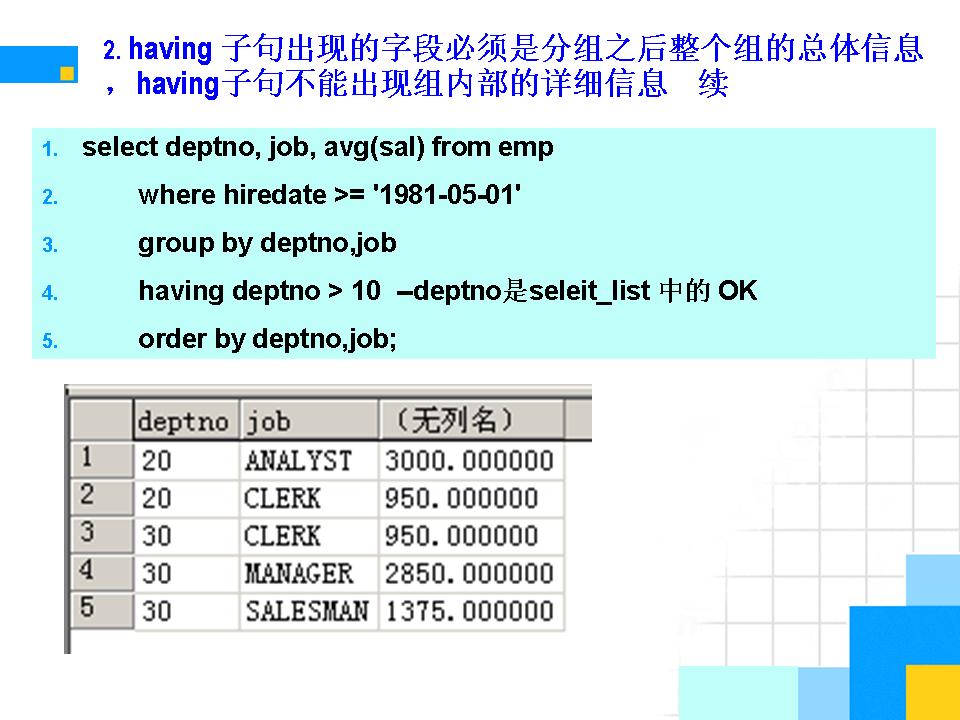 2. having 子句出现的字段必须是分组之后整个组的总体信息
，having子句不能出现组内部的详细信息 续
1. select deptno, job, avg(sal) from emp
2. where hiredate >= '1981-05-01'
3. group by deptno,job
4. having deptno > 10 –deptno是seleit_list 中的 OK
5. order by deptno,job;
deptno job （无列名）
1 20 ANALYST 3000.000000
2 20 CLERK 950.000000
3 30 CLERK 950.000000
4 30 MANAGER 2850.000000
5 30 SALESMAN 1375.000000